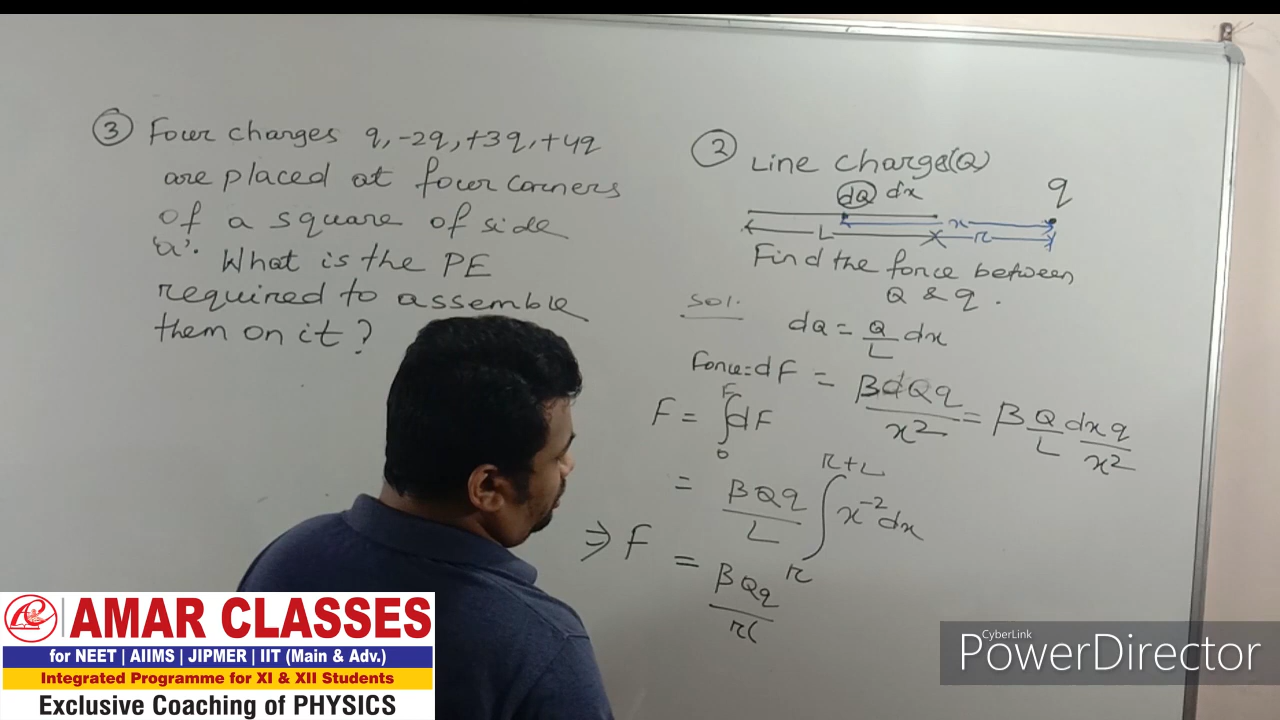 ③ Four charges q, -2q, +3q, +4q
are placed at four corners
of a square of side
'a'. What is the PE
required to assemble
them on it ?
② Line Charge(Q)
dQ dx
q
x
L
r
Find the force between
Q & q.
Sol.
dQ = Q/L dx
Force = dF = βdQq/x² = β Q/L dxq/x²
F = ∫₀^F dF
= βQq/L ∫_r^{r+L} x⁻² dx
⇒ F = βQq/r(
AMAR CLASSES
for NEET | AIIMS | JIPMER | IIT (Main & Adv.)
Integrated Programme for XI & XII Students
Exclusive Coaching of PHYSICS
CyberLink
PowerDirector